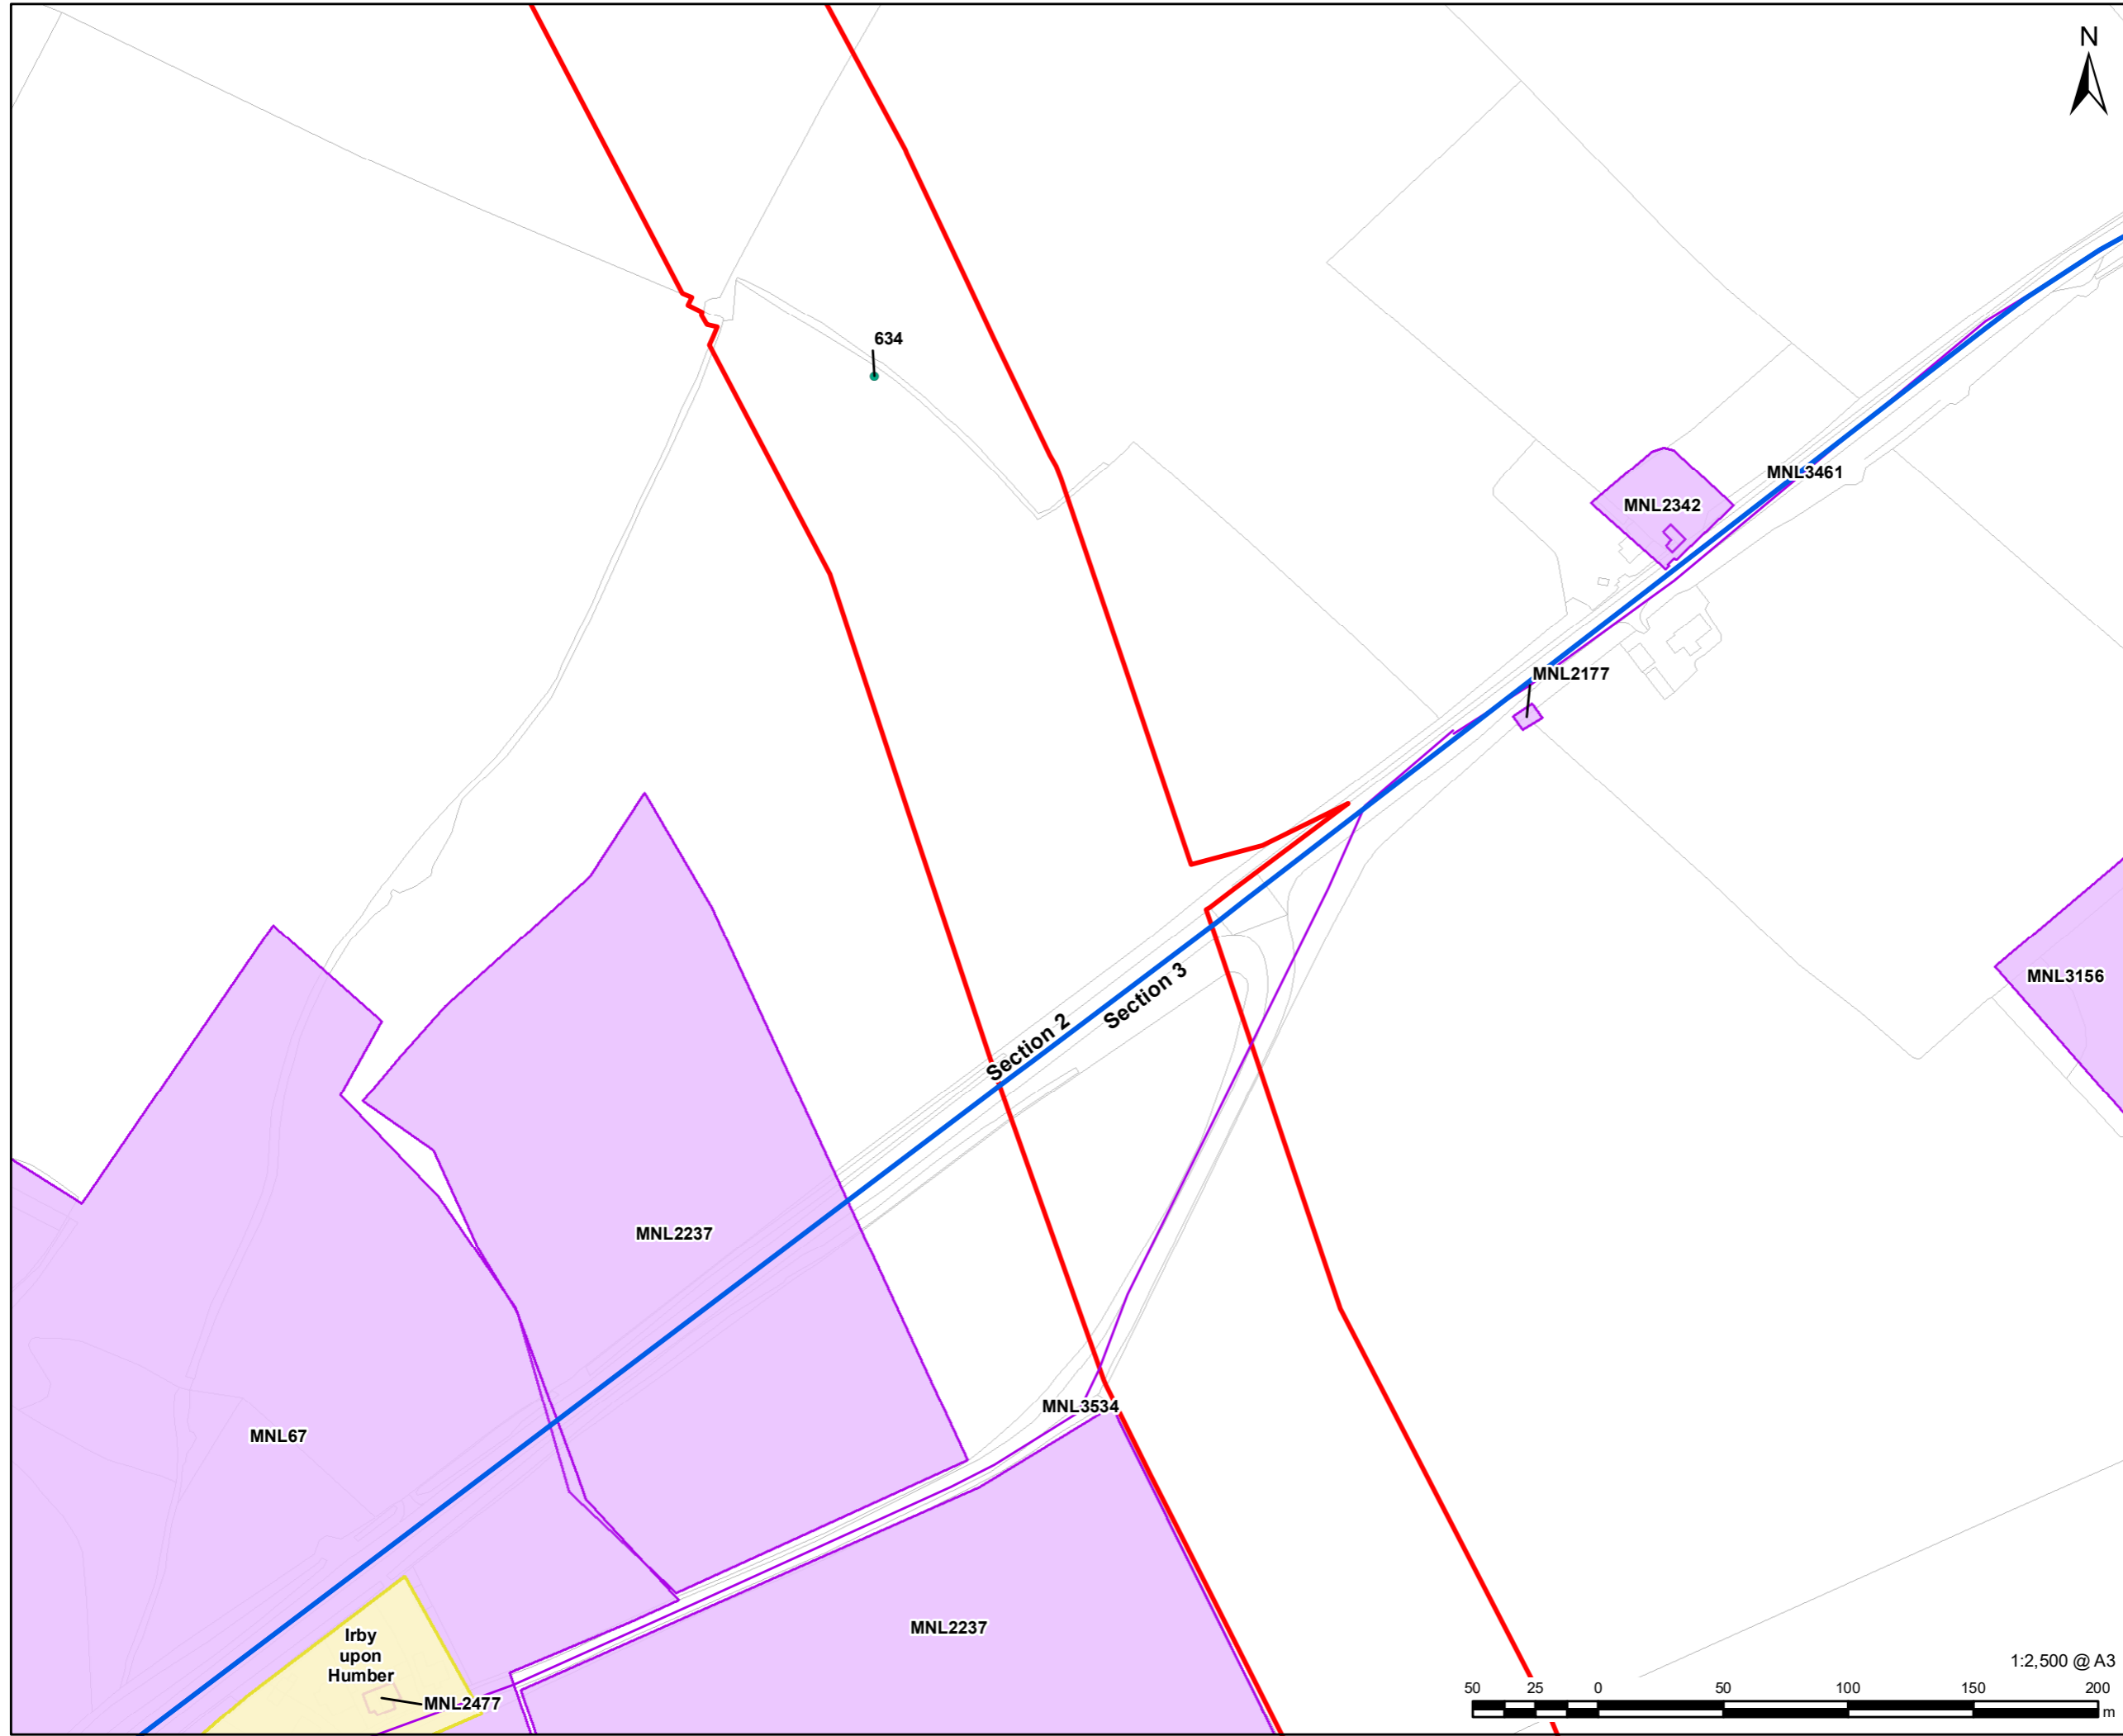 N
634
MNL3461
MNL2342
MNL2177
MNL3156
Section 3
Section 2
MNL2237
MNL3534
MNL67
MNL2237
Irby
upon
Humber
MNL2477
1:2,500 @ A3
50 25 0 50 100 150 200
m